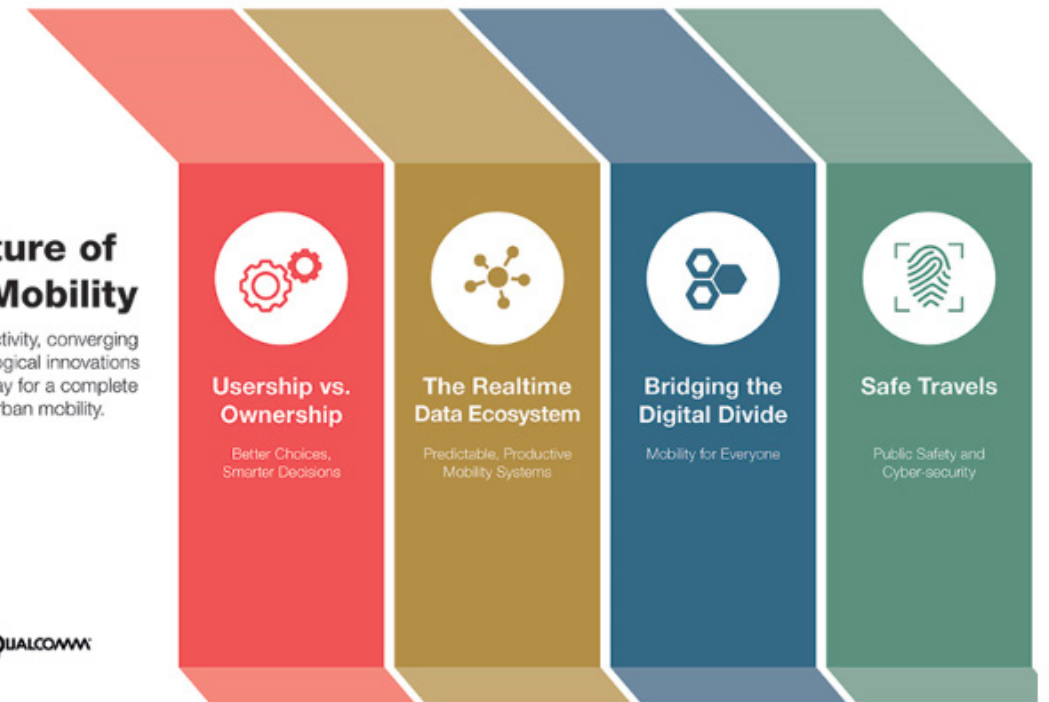 ture of
Mobility
ctivity, converging
ogical innovations
ay for a complete
rban mobility.
QUALCOMM
Usership vs.
Ownership
Better Choices,
Smarter Decisions
The Realtime
Data Ecosystem
Predictable, Productive
Mobility Systems
Bridging the
Digital Divide
Mobility for Everyone
Safe Travels
Public Safety and
Cyber-security